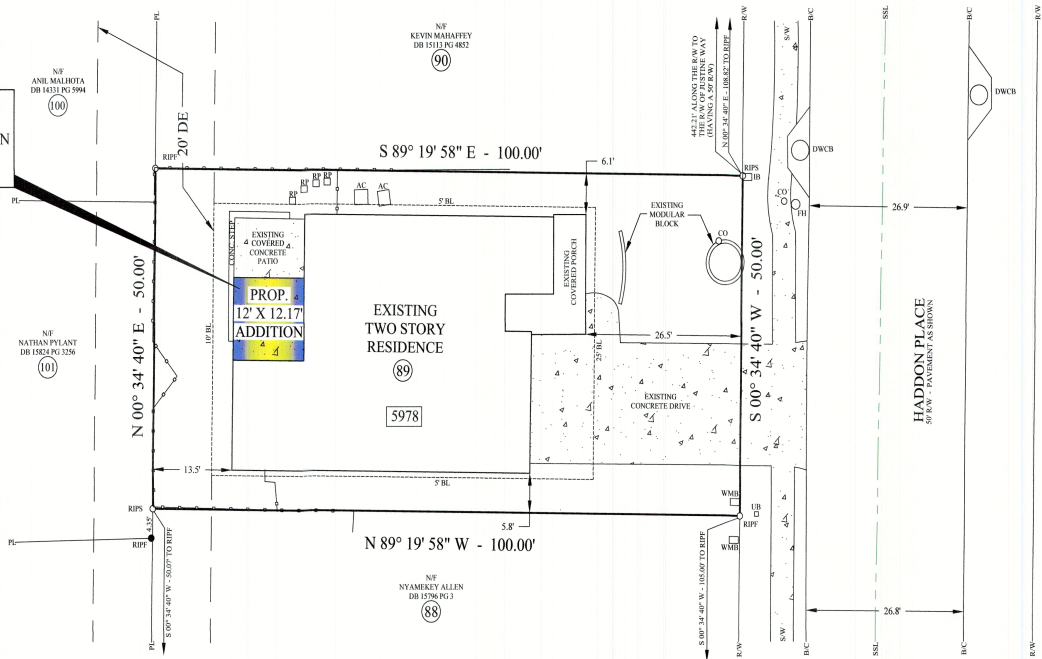 N/F
KEVIN MAHAFFEY
DB 15113 PG 4852
90
N/F
ANIL MALHOTA
DB 14331 PG 5994
100
N
PL
20' DE
442.21' ALONG THE R/W TO
THE R/W OF JUSTINE WAY
(HAVING A 50' R/W)
N 00° 34' 40" E - 108.82' TO RIPF
R/W
S/W
B/C
SSL
B/C
R/W
DWCB
DWCB
RIPF
S 89° 19' 58" E - 100.00'
6.1'
RIPS
IB
PL
RP
RP
RP
RP
AC
AC
5' BL
CO
FH
26.9'
EXISTING
MODULAR
BLOCK
CO
CONC. STEP
EXISTING
COVERED
CONCRETE
PATIO
EXISTING
COVERED PORCH
N 00° 34' 40" E - 50.00'
S 00° 34' 40" W - 50.00'
PROP.
12' X 12.17'
ADDITION
EXISTING
TWO STORY
RESIDENCE
89
5978
10' BL
25' BL
26.5'
HADDON PLACE
50' R/W - PAVEMENT AS SHOWN
N/F
NATHAN PYLANT
DB 15824 PG 3256
101
EXISTING
CONCRETE DRIVE
13.5'
5' BL
5.8'
WMB
UB
RIPS
RIPF
4.35'
PL
RIPF
WMB
N 89° 19' 58" W - 100.00'
S 00° 34' 40" W - 50.07' TO RIPF
S 00° 34' 40" W - 105.00' TO RIPF
N/F
NYAMEKEY ALLEN
DB 15796 PG 3
88
26.8'
PL
R/W
S/W
B/C
SSL
B/C
R/W